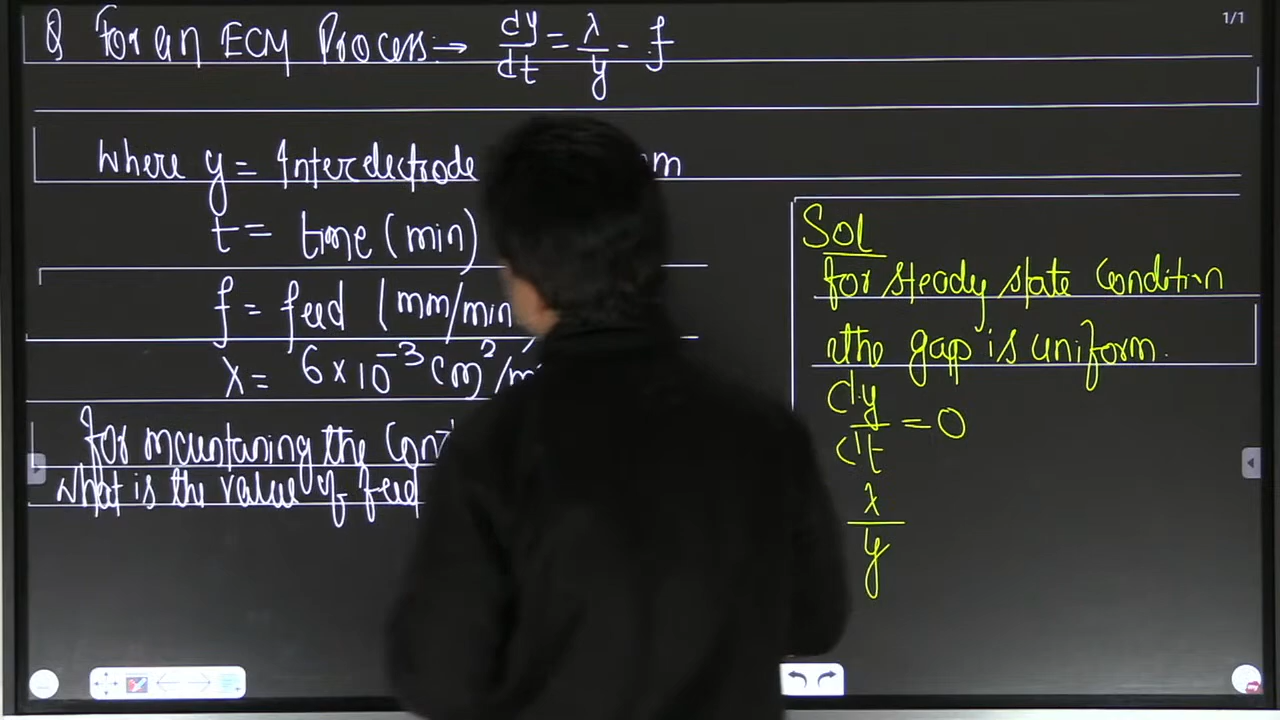 1/1
Q For an ECM Process:→ dy/dt = λ/y - f
Where y = Interelectrode m
t = time (min)
f = feed (mm/min
λ = 6×10⁻³ cm²/m
for maintaning the Con
What is the value of feed
Sol
for steady state Condition
the gap is uniform.
dy/dt = 0
λ/y